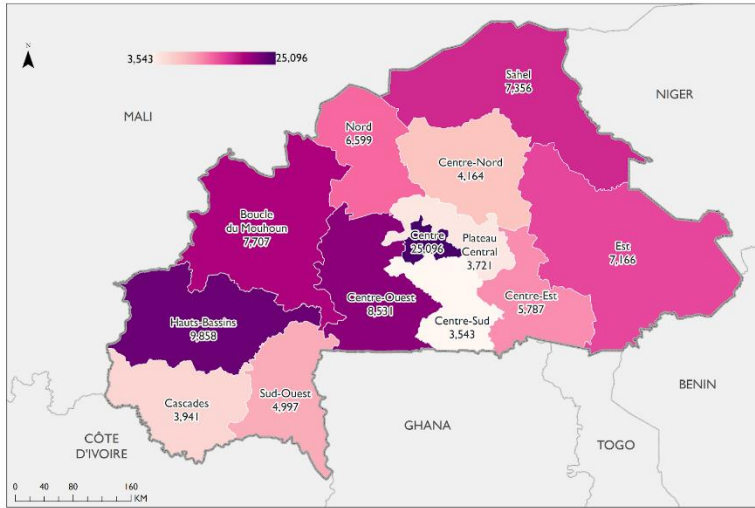 N
3,543
25,096
MALI
NIGER
Sahel
7,356
Nord
6,599
Centre-Nord
4,164
Boucle
du Mouhoun
7,707
Centre
25,096
Plateau
Central
3,721
Est
7,166
Hauts-Bassins
9,858
Centre-Ouest
8,531
Centre-Est
5,787
Centre-Sud
3,543
Cascades
3,941
Sud-Ouest
4,997
BENIN
GHANA
CÔTE
D'IVOIRE
TOGO
0 40 80 160
KM